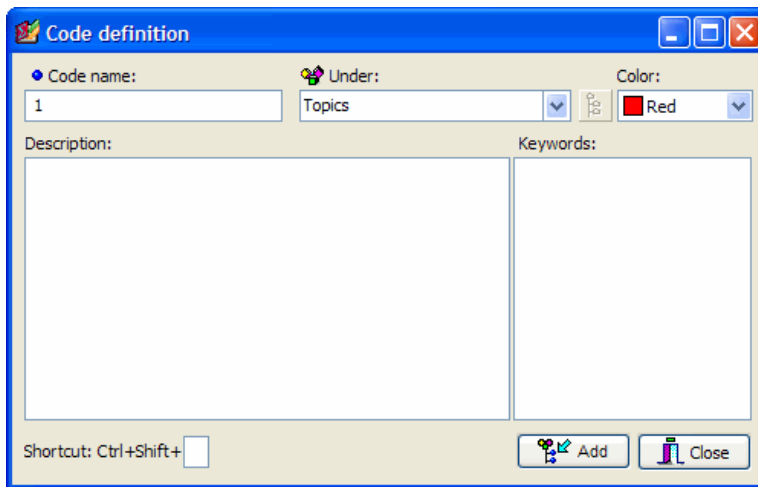 Code definition
Code name: Under: Color:
1 Topics Red
Description: Keywords:
Shortcut: Ctrl+Shift+ Add Close